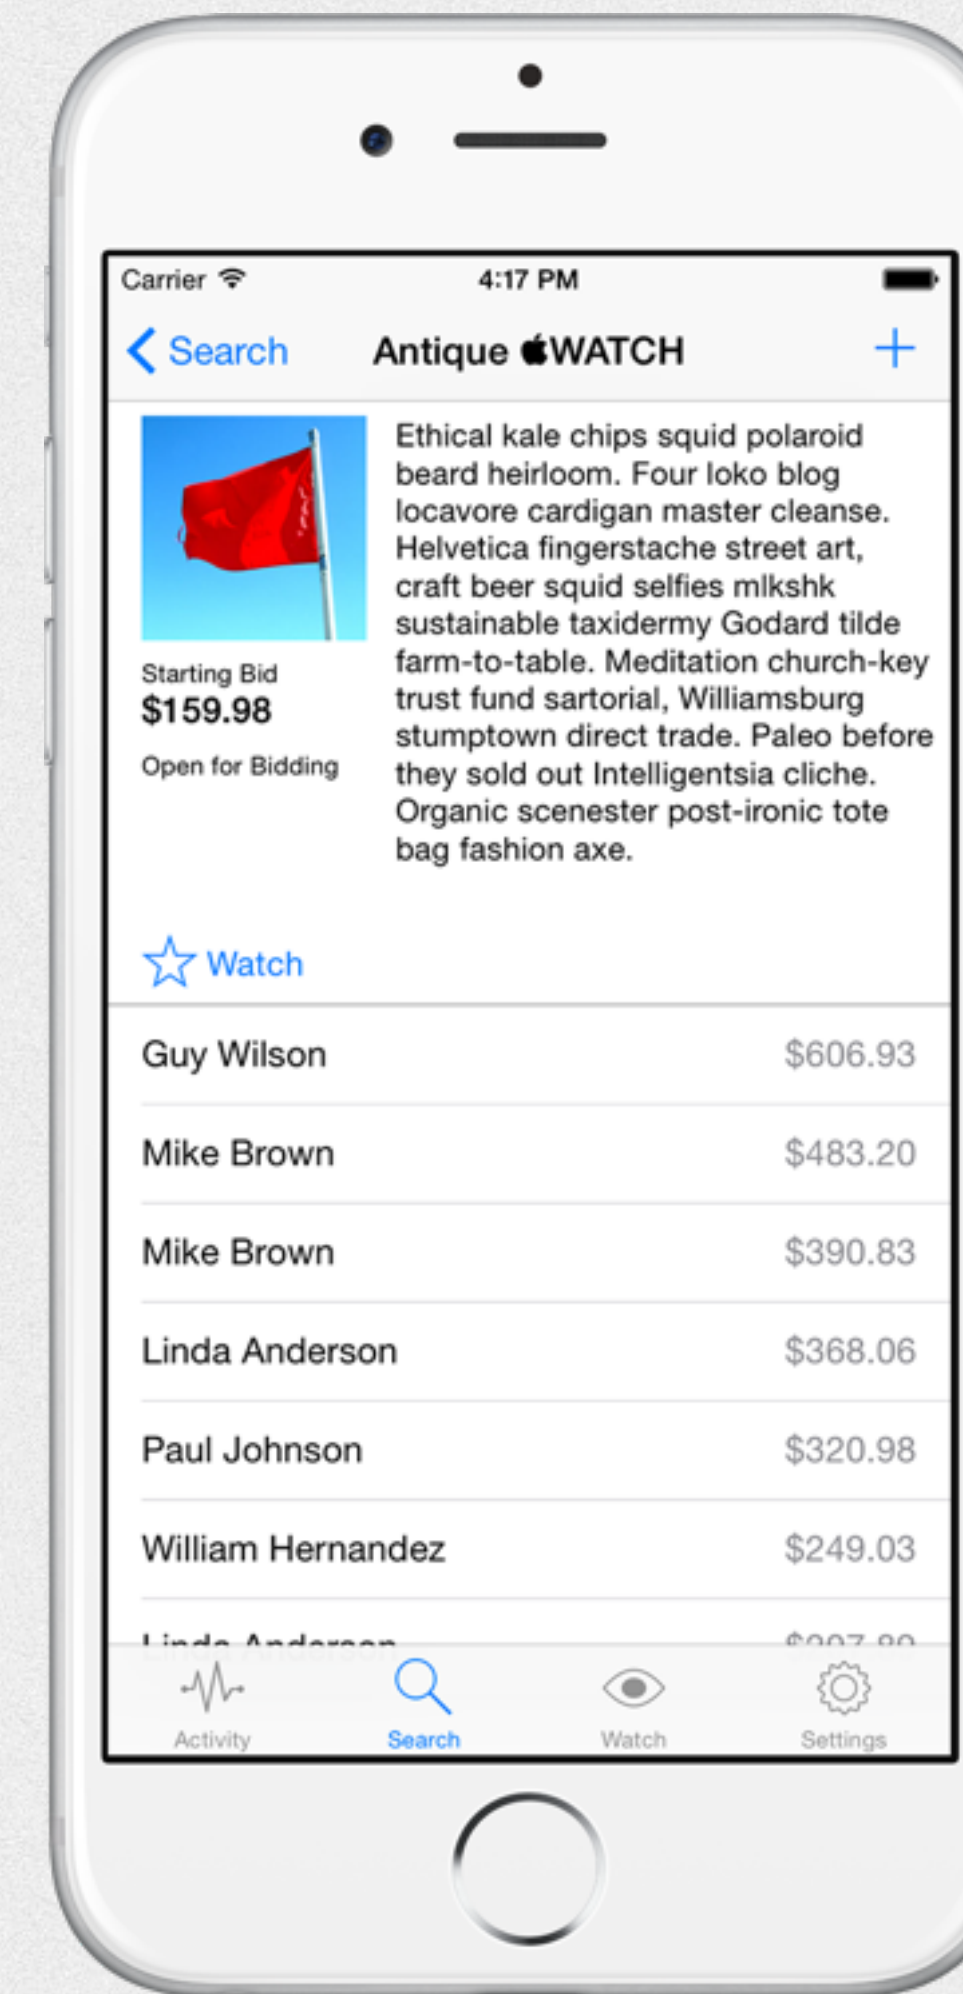 Carrier 4:17 PM
Search Antique WATCH +
Ethical kale chips squid polaroid
beard heirloom. Four loko blog
locavore cardigan master cleanse.
Helvetica fingerstache street art,
craft beer squid selfies mlkshk
sustainable taxidermy Godard tilde
farm-to-table. Meditation church-key
trust fund sartorial, Williamsburg
stumptown direct trade. Paleo before
they sold out Intelligentsia cliche.
Organic scenester post-ironic tote
bag fashion axe.
Starting Bid
$159.98
Open for Bidding
Watch
Guy Wilson $606.93
Mike Brown $483.20
Mike Brown $390.83
Linda Anderson $368.06
Paul Johnson $320.98
William Hernandez $249.03
Linda Anderson
Activity Search Watch Settings